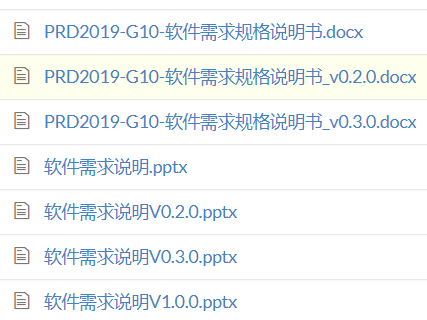 PRD2019-G10-软件需求规格说明书.docx
PRD2019-G10-软件需求规格说明书_v0.2.0.docx
PRD2019-G10-软件需求规格说明书_v0.3.0.docx
软件需求说明.pptx
软件需求说明V0.2.0.pptx
软件需求说明V0.3.0.pptx
软件需求说明V1.0.0.pptx